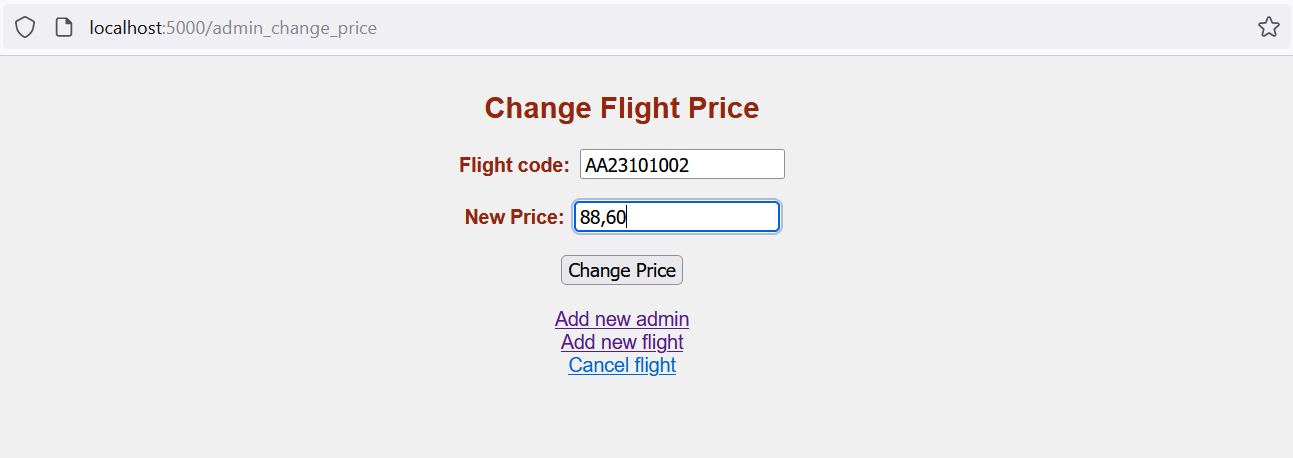 localhost:5000/admin_change_price
Change Flight Price
Flight code: AA23101002
New Price: 88,60
Change Price
Add new admin
Add new flight
Cancel flight